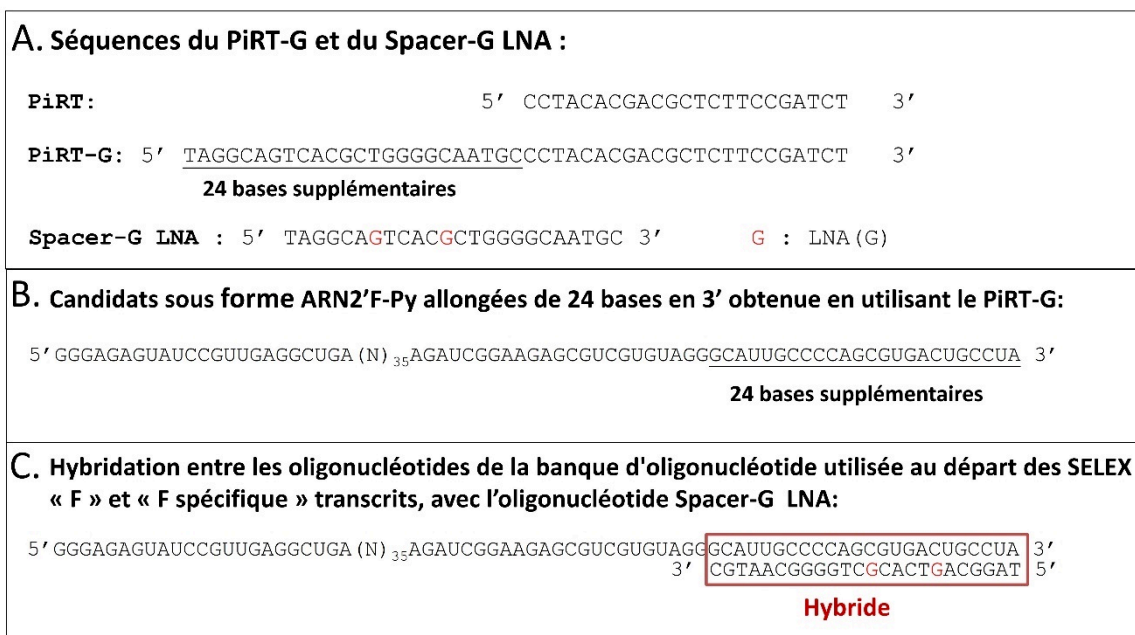 A. Séquences du PiRT-G et du Spacer-G LNA :
PiRT: 5’ CCTACACGACGCTCTTCCGATCT 3’
PiRT-G: 5’ TAGGCAGTCACGCTGGGGCAATGCCCTACACGACGCTCTTCCGATCT 3’
24 bases supplémentaires
Spacer-G LNA : 5’ TAGGCAGTCACGCTGGGGCAATGC 3’ G : LNA(G)
B. Candidats sous forme ARN2’F-Py allongées de 24 bases en 3’ obtenue en utilisant le PiRT-G:
5’GGGAGAGUAUCCGUUGAGGCUGA(N)35AGAUCGGAAGAGCGUCGUGUAGGGCAUUGCCCCAGCGUGACUGCCUA 3’
24 bases supplémentaires
C. Hybridation entre les oligonucléotides de la banque d'oligonucléotide utilisée au départ des SELEX
« F » et « F spécifique » transcrits, avec l’oligonucléotide Spacer-G LNA:
5’GGGAGAGUAUCCGUUGAGGCUGA(N)35AGAUCGGAAGAGCGUCGUGUAGGGCAUUGCCCCAGCGUGACUGCCUA 3’
3’ CGTAACGGGGTCGCACTGACGGAT 5’
Hybride